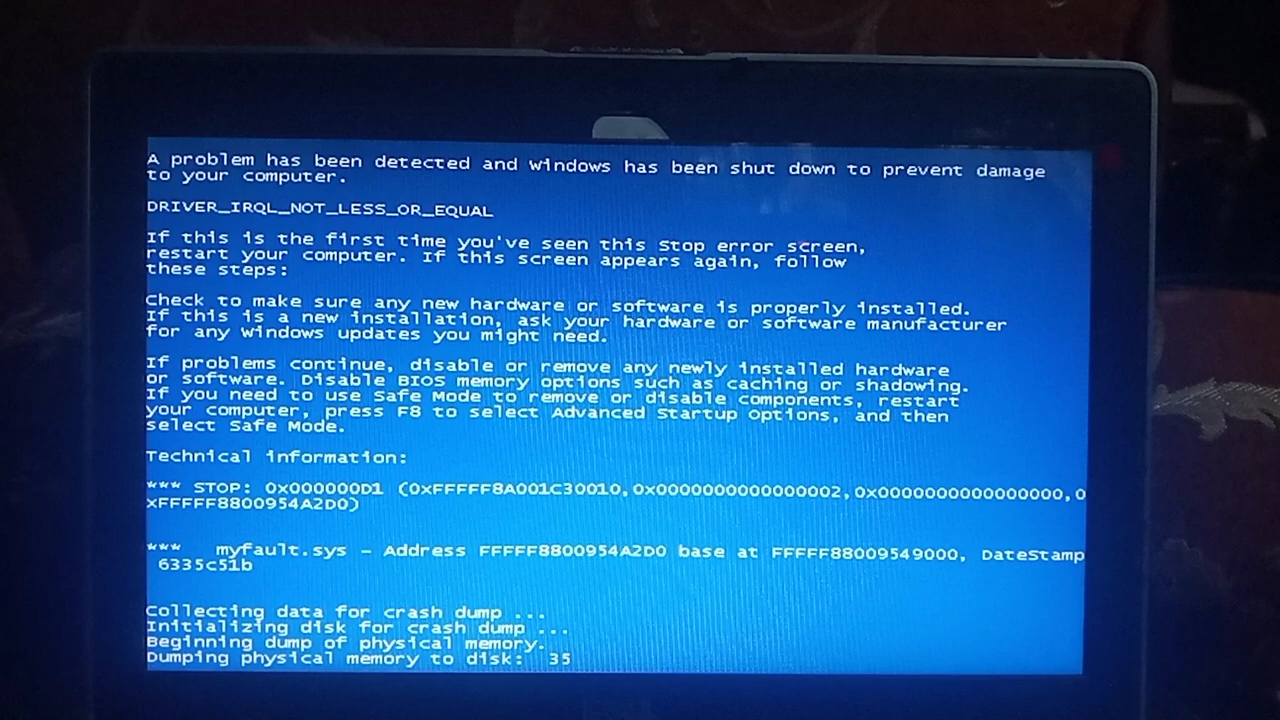 A problem has been detected and windows has been shut down to prevent damage
to your computer.
DRIVER_IRQL_NOT_LESS_OR_EQUAL
If this is the first time you've seen this Stop error screen,
restart your computer. If this screen appears again, follow
these steps:
Check to make sure any new hardware or software is properly installed.
If this is a new installation, ask your hardware or software manufacturer
for any windows updates you might need.
If problems continue, disable or remove any newly installed hardware
or software. Disable BIOS memory options such as caching or shadowing.
If you need to use Safe Mode to remove or disable components, restart
your computer, press F8 to select Advanced Startup Options, and then
select Safe Mode.
Technical information:
*** STOP: 0x000000D1 (0xFFFFF8A001C30010,0x0000000000000002,0x0000000000000000,0
xFFFFF8800954A2D0)
*** myfault.sys - Address FFFFF8800954A2D0 base at FFFFF88009549000, DateStamp
6335c51b
Collecting data for crash dump ...
Initializing disk for crash dump ...
Beginning dump of physical memory.
Dumping physical memory to disk: 35